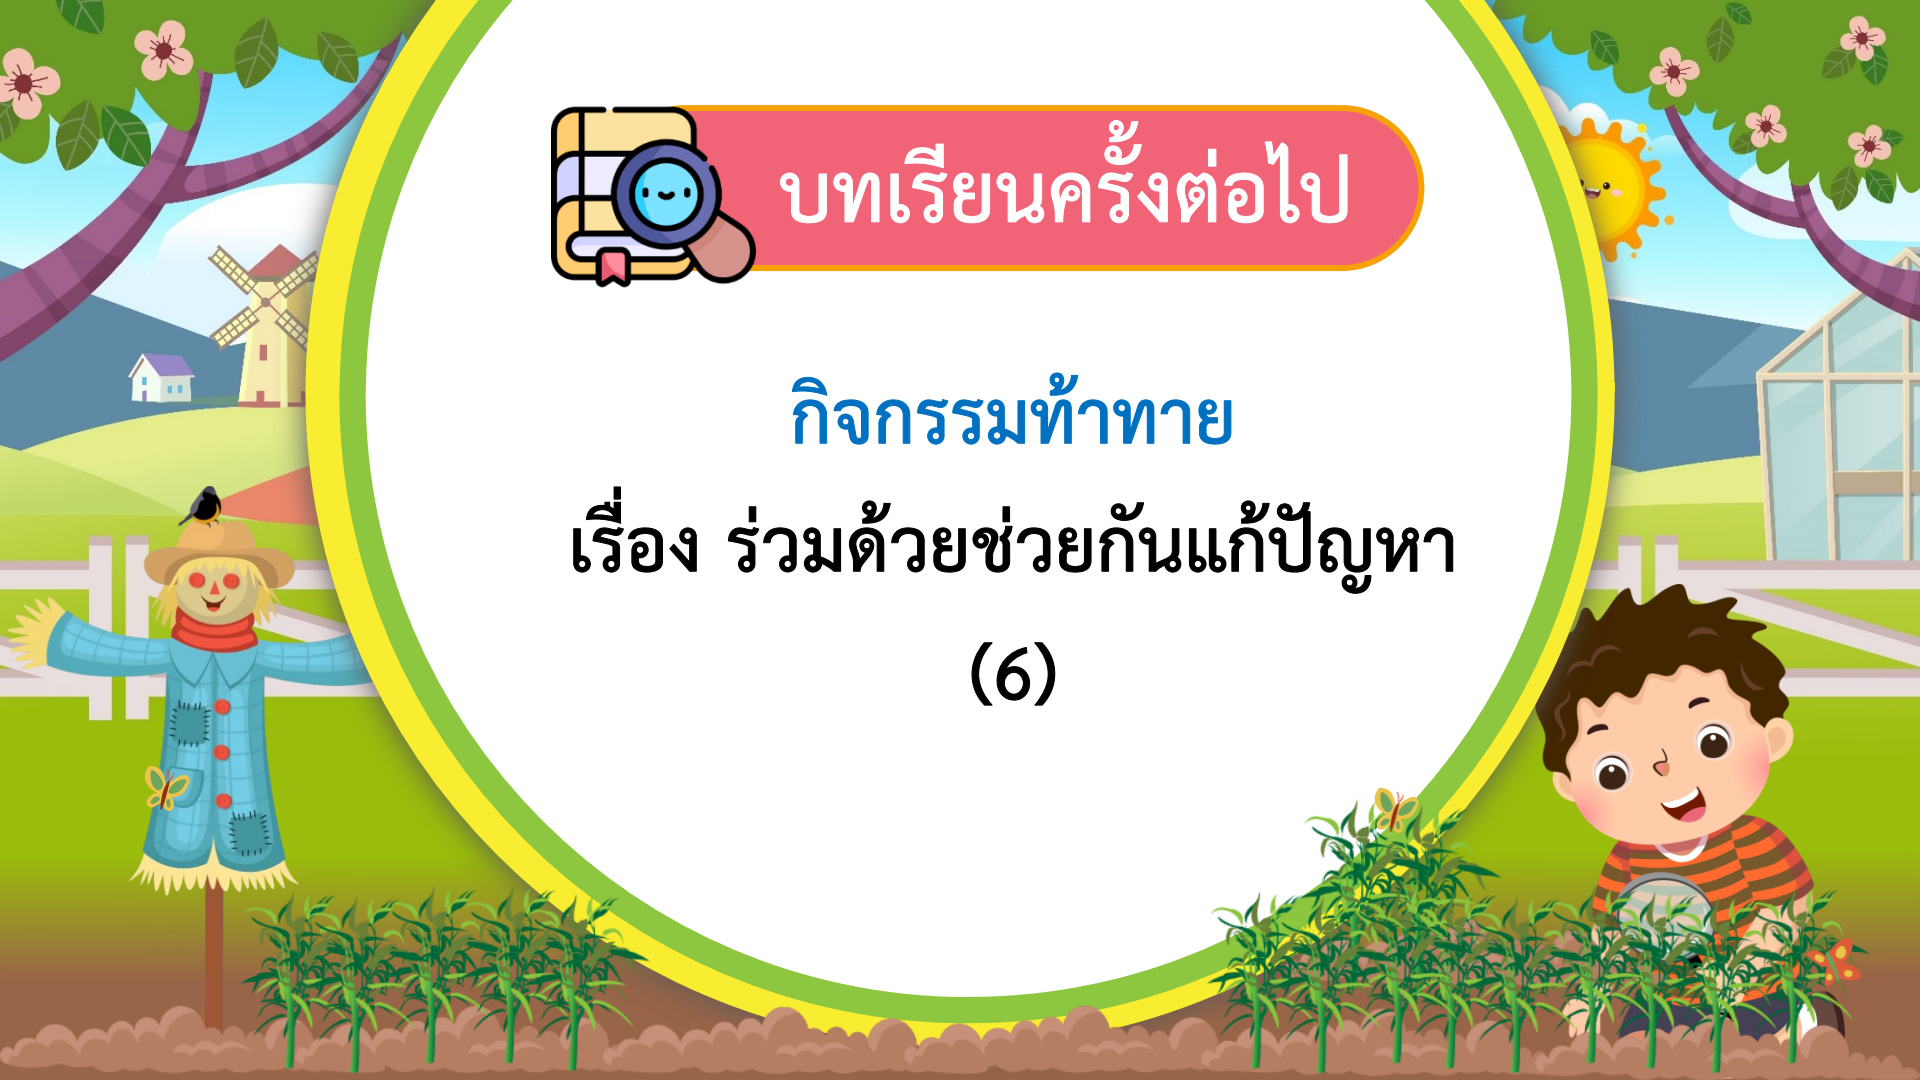 บทเรียนครั้งต่อไป
กิจกรรมท้าทาย
เรื่อง ร่วมด้วยช่วยกันแก้ปัญหา
(6)